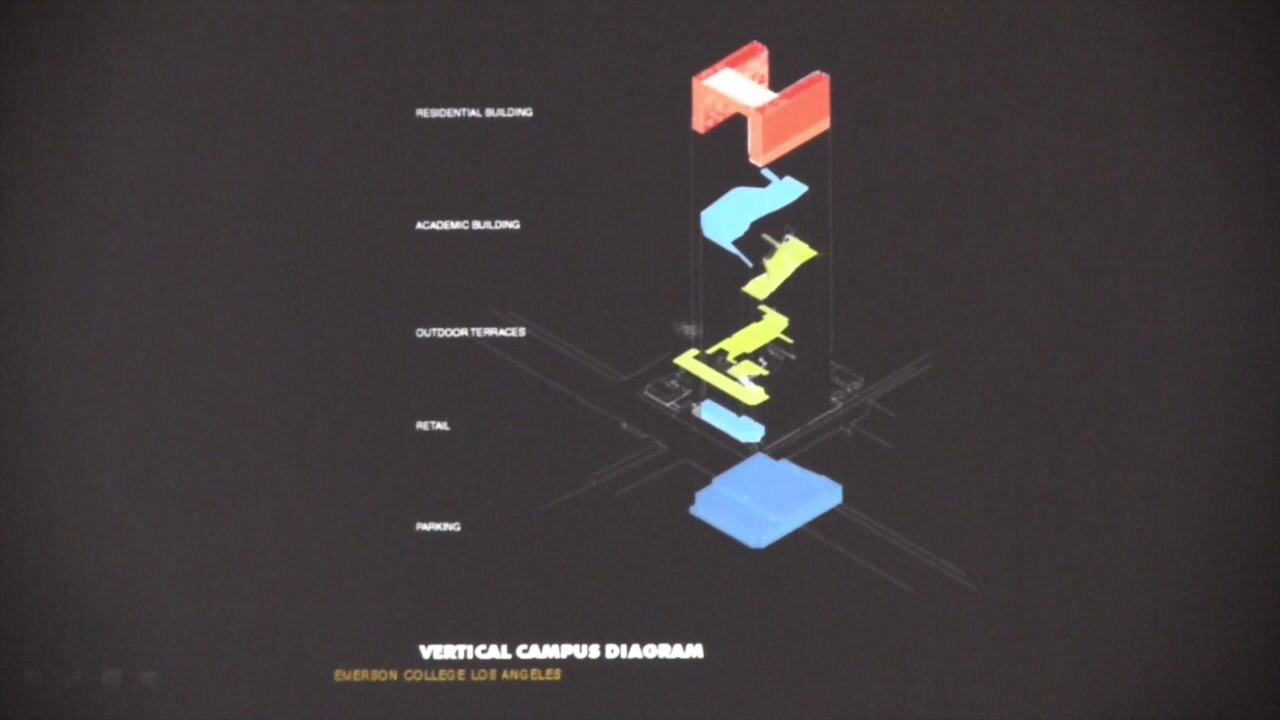 RESIDENTIAL BUILDING
ACADEMIC BUILDING
OUTDOOR TERRACES
RETAIL
PARKING
VERTICAL CAMPUS DIAGRAM
EMERSON COLLEGE LOS ANGELES